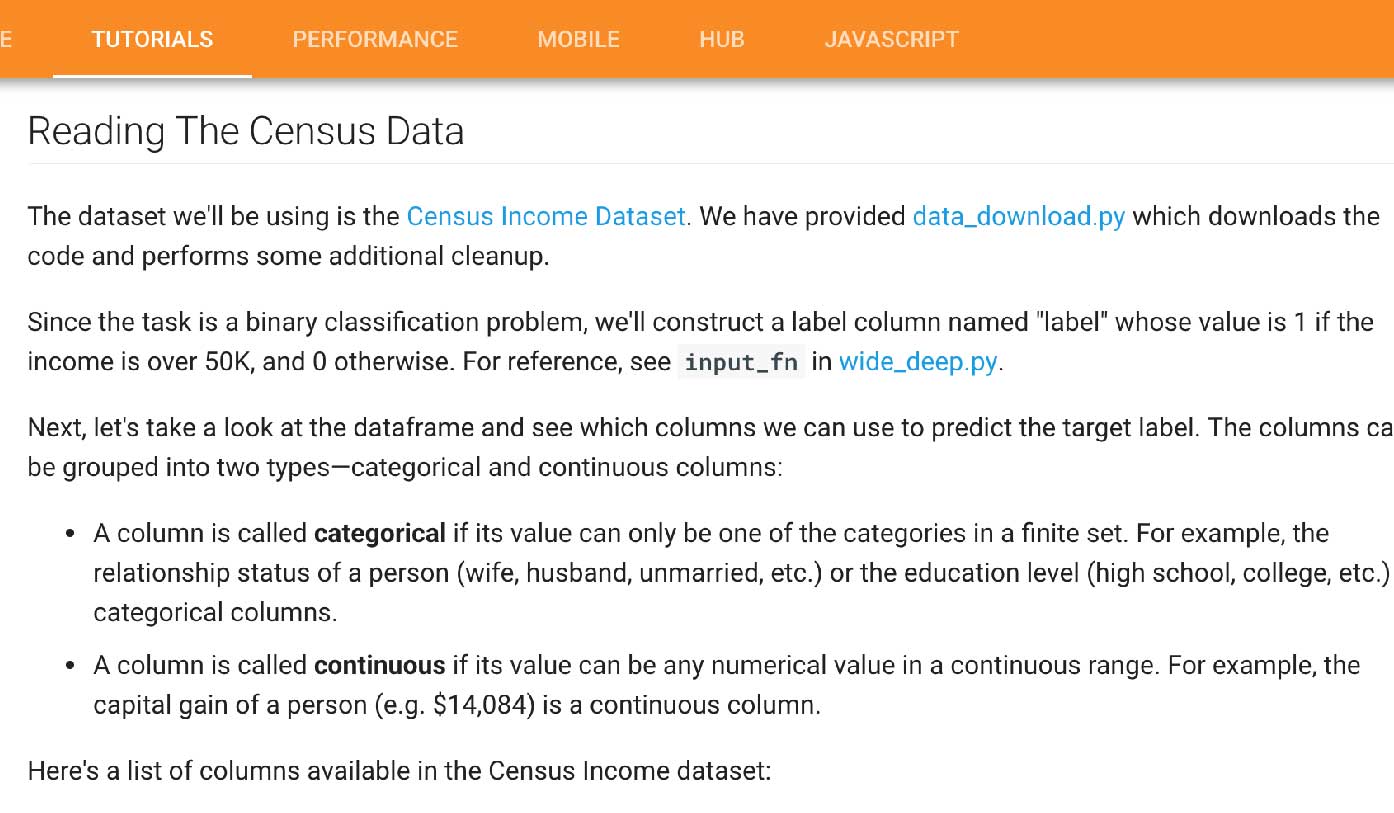 E TUTORIALS PERFORMANCE MOBILE HUB JAVASCRIPT
Reading The Census Data
The dataset we'll be using is the Census Income Dataset. We have provided data_download.py which downloads the
code and performs some additional cleanup.
Since the task is a binary classification problem, we'll construct a label column named "label" whose value is 1 if the
income is over 50K, and 0 otherwise. For reference, see input_fn in wide_deep.py.
Next, let's take a look at the dataframe and see which columns we can use to predict the target label. The columns ca
be grouped into two types—categorical and continuous columns:
• A column is called categorical if its value can only be one of the categories in a finite set. For example, the
relationship status of a person (wife, husband, unmarried, etc.) or the education level (high school, college, etc.)
categorical columns.
• A column is called continuous if its value can be any numerical value in a continuous range. For example, the
capital gain of a person (e.g. $14,084) is a continuous column.
Here's a list of columns available in the Census Income dataset: